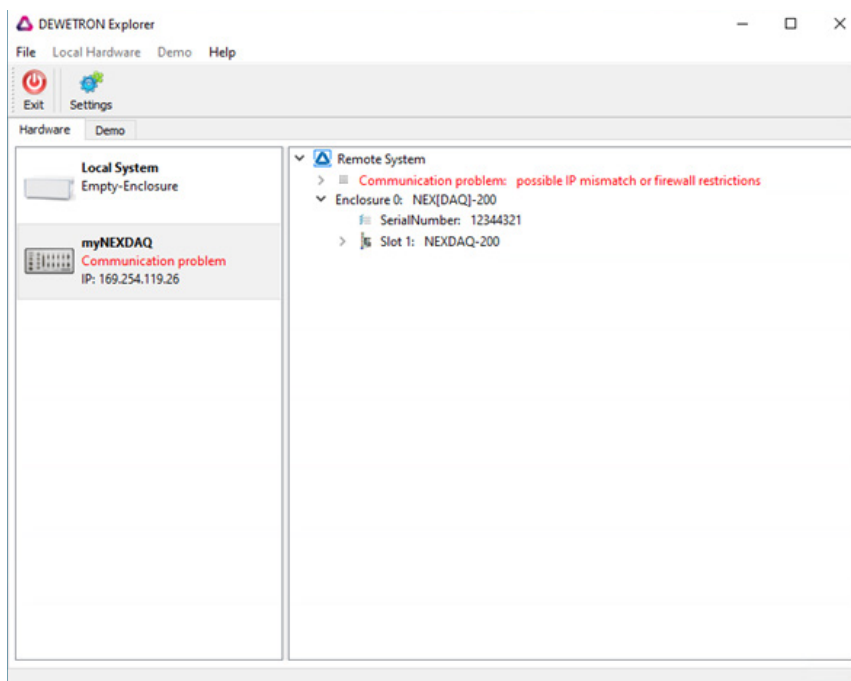 DEWETRON Explorer
File Local Hardware Demo Help
Exit Settings
Hardware Demo
Local System
Empty-Enclosure
myNEXDAQ
Communication problem
IP: 169.254.119.26
Remote System
Communication problem: possible IP mismatch or firewall restrictions
Enclosure 0: NEX[DAQ]-200
SerialNumber: 12344321
Slot 1: NEXDAQ-200